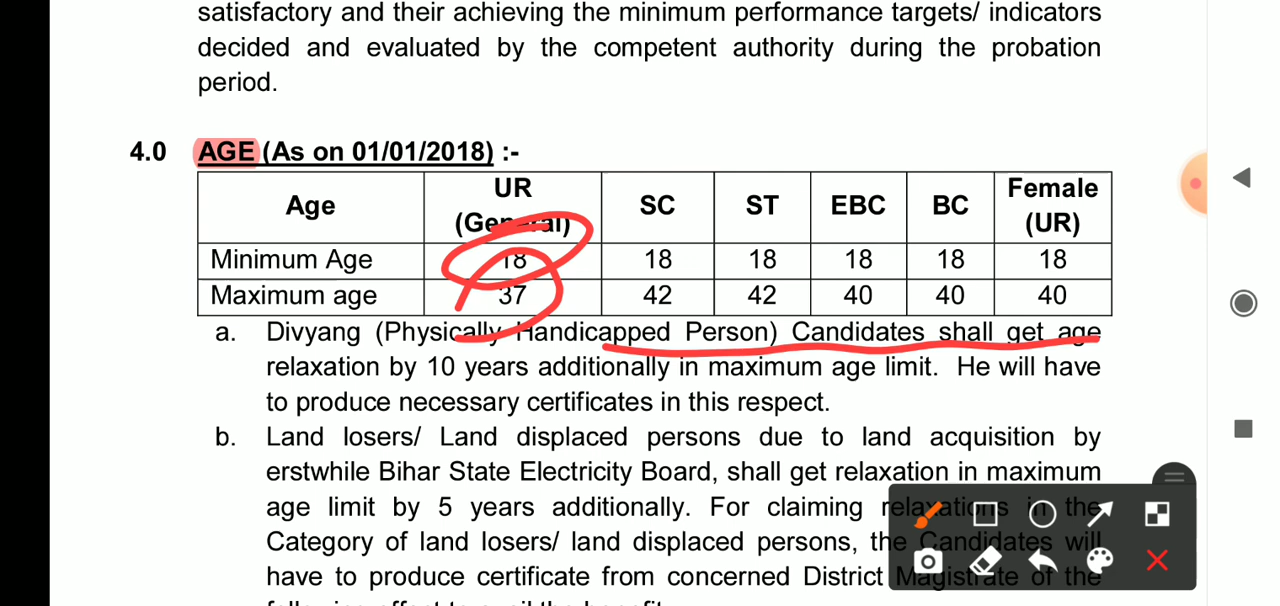 satisfactory and their achieving the minimum performance targets/ indicators
decided and evaluated by the competent authority during the probation
period.
4.0 AGE (As on 01/01/2018) :-
Age UR (General) SC ST EBC BC Female (UR)
Minimum Age 18 18 18 18 18 18
Maximum age 37 42 42 40 40 40
a. Divyang (Physically Handicapped Person) Candidates shall get age
relaxation by 10 years additionally in maximum age limit. He will have
to produce necessary certificates in this respect.
b. Land losers/ Land displaced persons due to land acquisition by
erstwhile Bihar State Electricity Board, shall get relaxation in maximum
age limit by 5 years additionally. For claiming relaxations in the
Category of land losers/ land displaced persons, the Candidates will
have to produce certificate from concerned District Magistrate of the